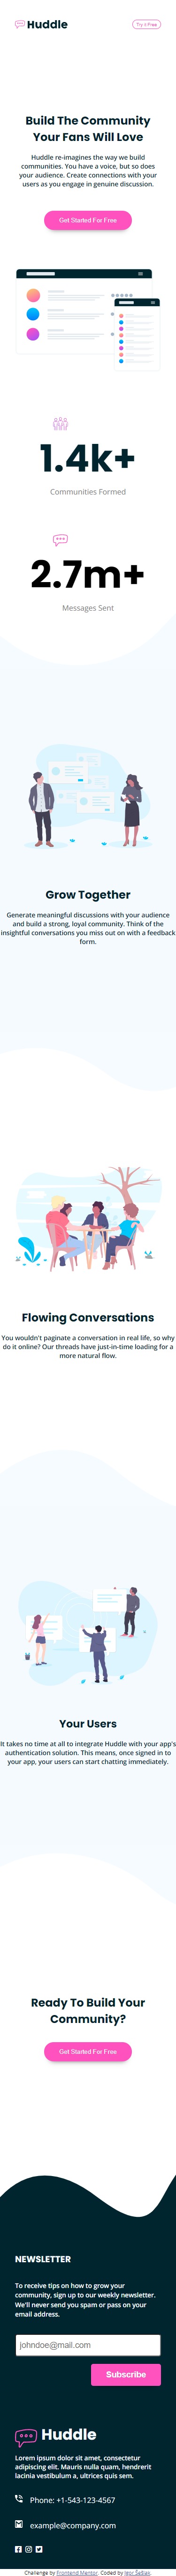 Huddle
Try It Free
Build The Community
Your Fans Will Love
Huddle re-imagines the way we build
communities. You have a voice, but so does
your audience. Create connections with your
users as you engage in genuine discussion.
Get Started For Free
1.4k+
Communities Formed
2.7m+
Messages Sent
Grow Together
Generate meaningful discussions with your audience
and build a strong, loyal community. Think of the
insightful conversations you miss out on with a feedback
form.
Flowing Conversations
You wouldn't paginate a conversation in real life, so why
do it online? Our threads have just-in-time loading for a
more natural flow.
Your Users
It takes no time at all to integrate Huddle with your app's
authentication solution. This means, once signed in to
your app, your users can start chatting immediately.
Ready To Build Your
Community?
Get Started For Free
NEWSLETTER
To receive tips on how to grow your
community, sign up to our weekly newsletter.
We'll never send you spam or pass on your
email address.
johndoe@mail.com
Subscribe
Huddle
Lorem ipsum dolor sit amet, consectetur
adipiscing elit. Mauris nulla quam, hendrerit
lacinia vestibulum a, ultrices quis sem.
Phone: +1-543-123-4567
example@company.com
Challenge by Frontend Mentor. Coded by Igor Šešlas.